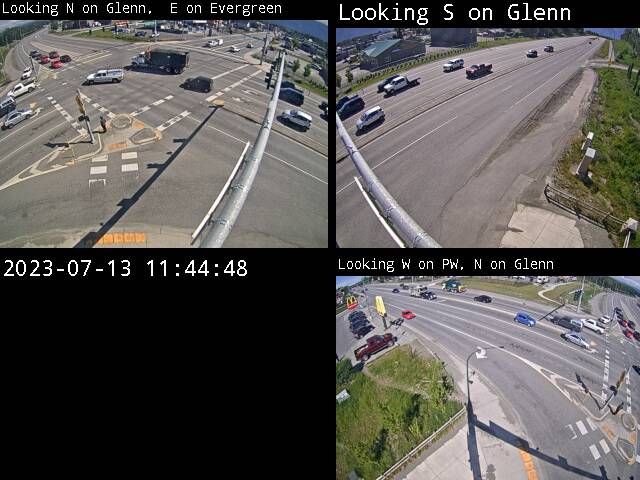 Looking N on Glenn,  E on Evergreen
Looking S on Glenn
2023-07-13 11:44:48
Looking W on PW, N on Glenn